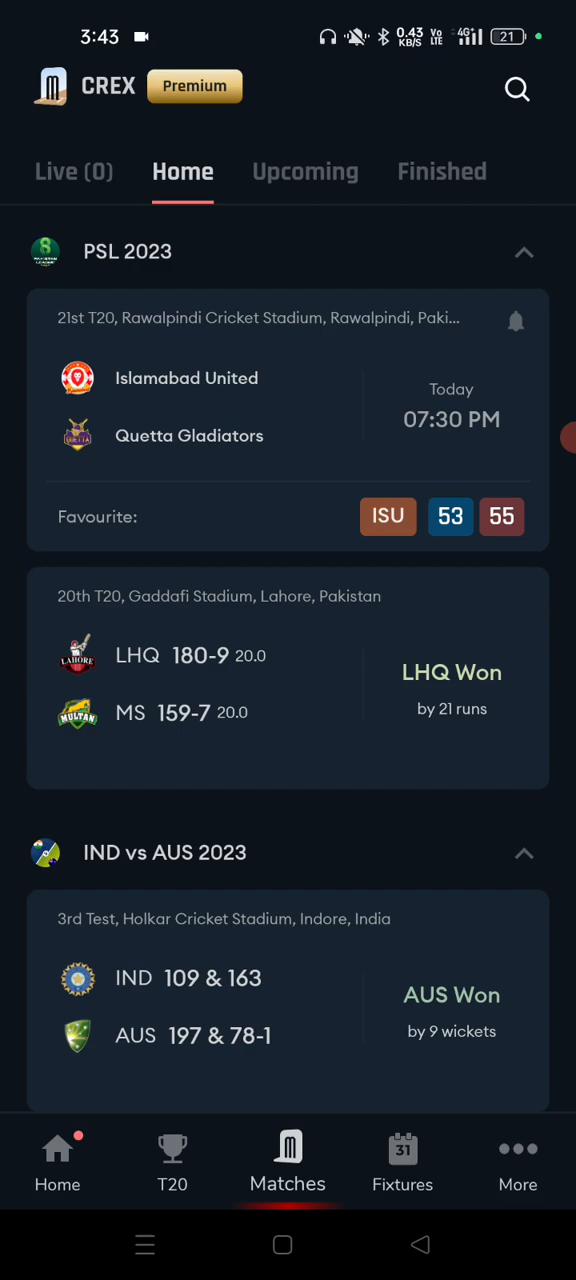 3:43 0.43 KB/S Vo LTE 4G+ 21
CREX Premium
Live (0) Home Upcoming Finished
PSL 2023
21st T20, Rawalpindi Cricket Stadium, Rawalpindi, Paki...
Islamabad United
Today
07:30 PM
Quetta Gladiators
Favourite: ISU 53 55
20th T20, Gaddafi Stadium, Lahore, Pakistan
LAHORE LHQ 180-9 20.0
LHQ Won
MULTAN MS 159-7 20.0
by 21 runs
IND vs AUS 2023
3rd Test, Holkar Cricket Stadium, Indore, India
IND 109 & 163
AUS Won
AUS 197 & 78-1
by 9 wickets
31
Home T20 Matches Fixtures More